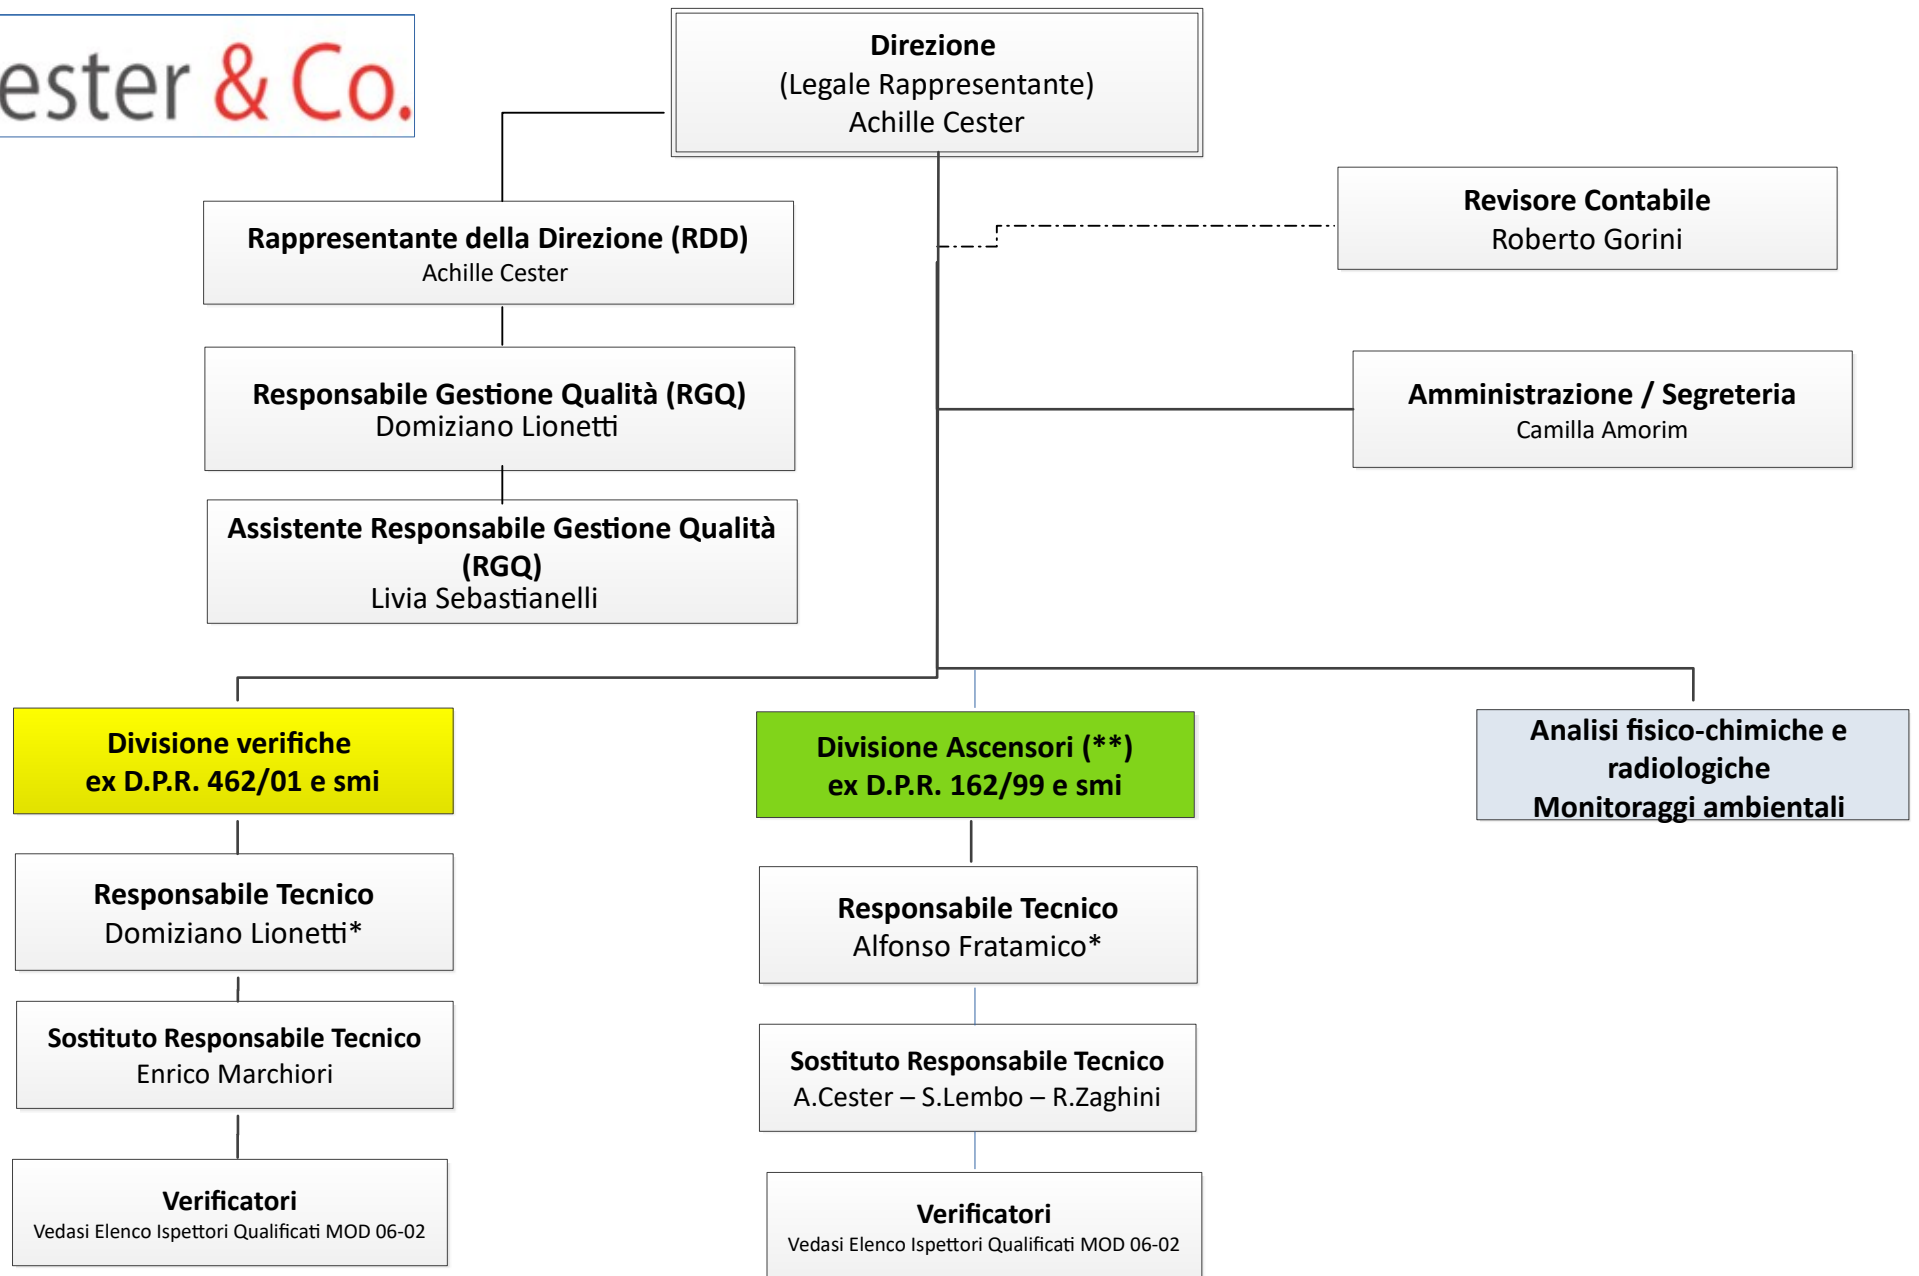 ester & Co.
Direzione
(Legale Rappresentante)
Achille Cester
Revisore Contabile
Roberto Gorini
Rappresentante della Direzione (RDD)
Achille Cester
Responsabile Gestione Qualità (RGQ)
Domiziano Lionetti
Amministrazione / Segreteria
Camilla Amorim
Assistente Responsabile Gestione Qualità
(RGQ)
Livia Sebastianelli
Divisione verifiche
ex D.P.R. 462/01 e smi
Responsabile Tecnico
Domiziano Lionetti*
Sostituto Responsabile Tecnico
Enrico Marchiori
Verificatori
Vedasi Elenco Ispettori Qualificati MOD 06-02
Divisione Ascensori (**)
ex D.P.R. 162/99 e smi
Responsabile Tecnico
Alfonso Fratamico*
Sostituto Responsabile Tecnico
A.Cester – S.Lembo – R.Zaghini
Verificatori
Vedasi Elenco Ispettori Qualificati MOD 06-02
Analisi fisico-chimiche e
radiologiche
Monitoraggi ambientali